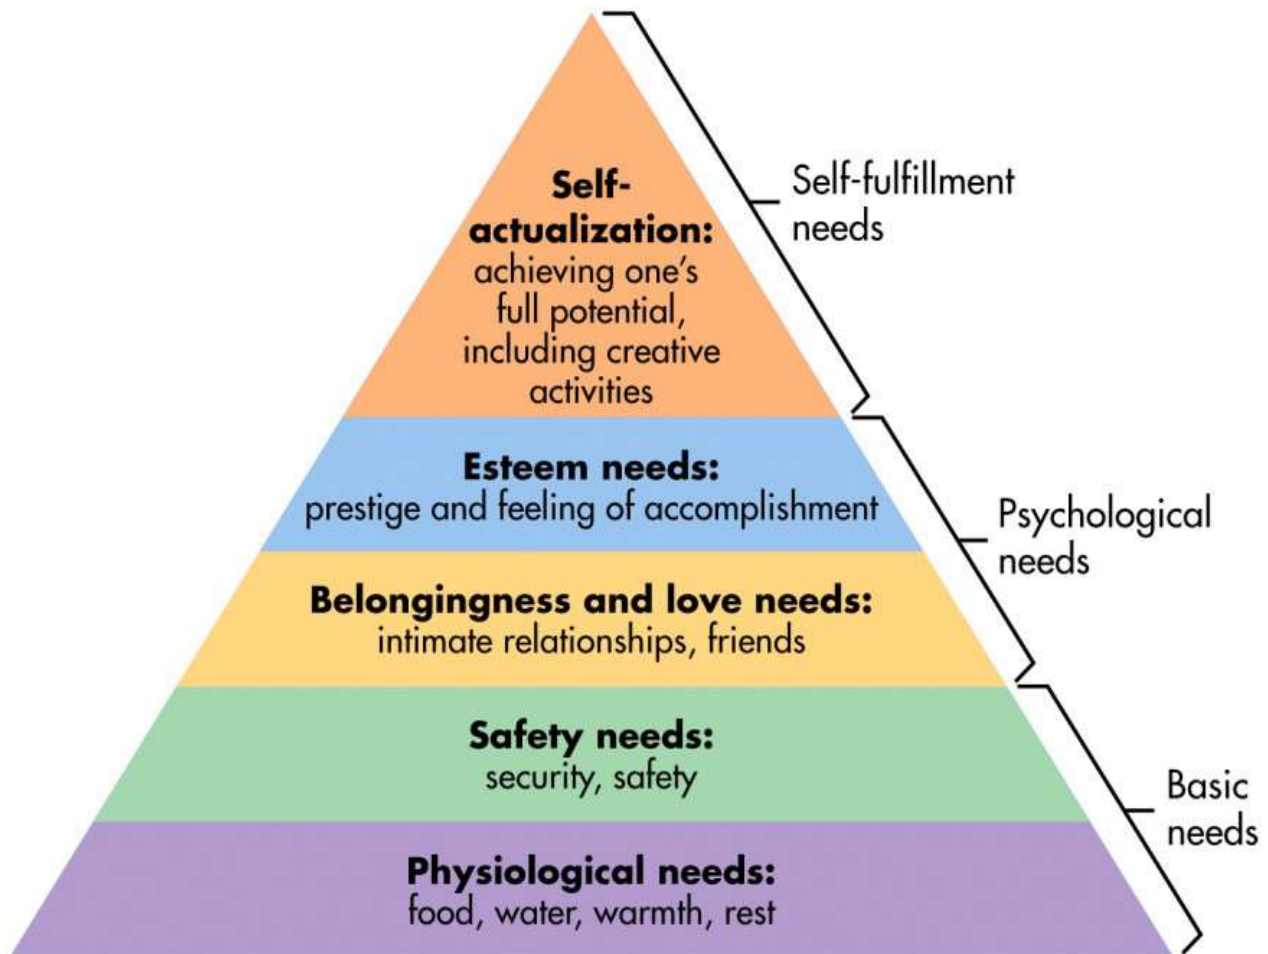 Self-
actualization:
achieving one’s
full potential,
including creative
activities
Self-fulfillment
needs
Esteem needs:
prestige and feeling of accomplishment
Belongingness and love needs:
intimate relationships, friends
Psychological
needs
Safety needs:
security, safety
Physiological needs:
food, water, warmth, rest
Basic
needs